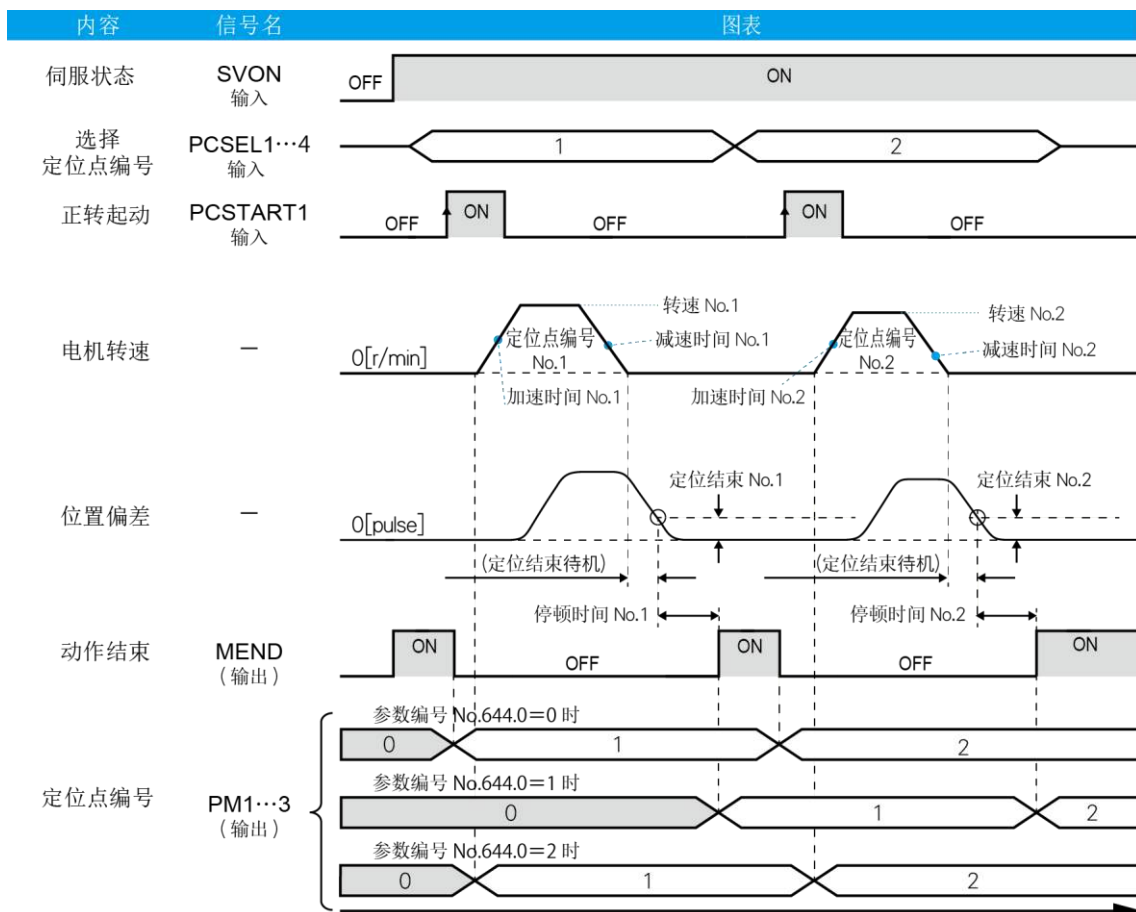 内容 信号名 图表
伺服状态 SVON 输入 OFF ON
选择 定位点编号 PCSEL1…4 输入 1 2
正转起动 PCSTART1 输入 OFF ON OFF ON OFF
电机转速 — 0[r/min]
转速 No.1
定位点编号 No.1
减速时间 No.1
加速时间 No.1
转速 No.2
定位点编号 No.2
减速时间 No.2
加速时间 No.2
位置偏差 — 0[pulse]
定位结束 No.1
定位结束 No.2
(定位结束待机)
(定位结束待机)
停顿时间 No.1
停顿时间 No.2
动作结束 MEND (输出) ON OFF ON OFF ON
定位点编号 PM1…3 (输出)
参数编号 No.644.0=0 时
0 1 2
参数编号 No.644.0=1 时
0 1 2
参数编号 No.644.0=2 时
0 1 2